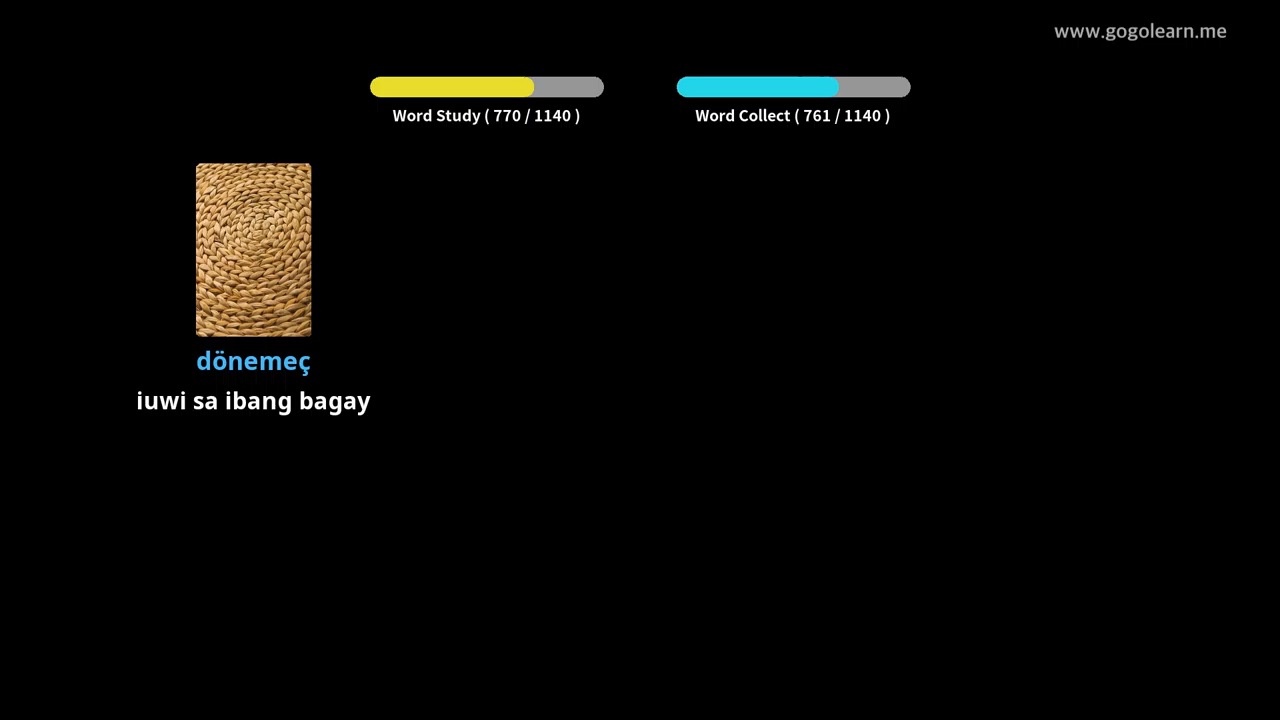 www.gogolearn.me
Word Study ( 770 / 1140 )
Word Collect ( 761 / 1140 )
dönemeç
iuwi sa ibang bagay